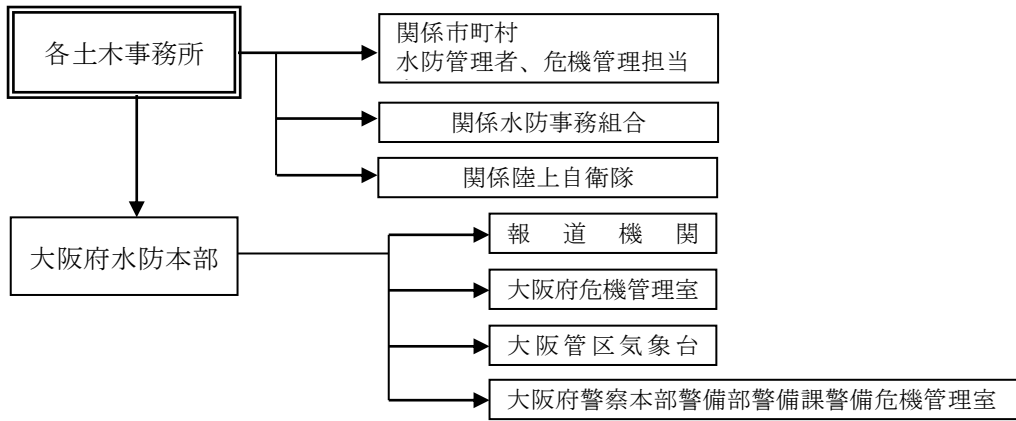 各土木事務所
関係市町村
水防管理者、危機管理担当
関係水防事務組合
関係陸上自衛隊
大阪府水防本部
報道機関
大阪府危機管理室
大阪管区気象台
大阪府警察本部警備部警備課警備危機管理室